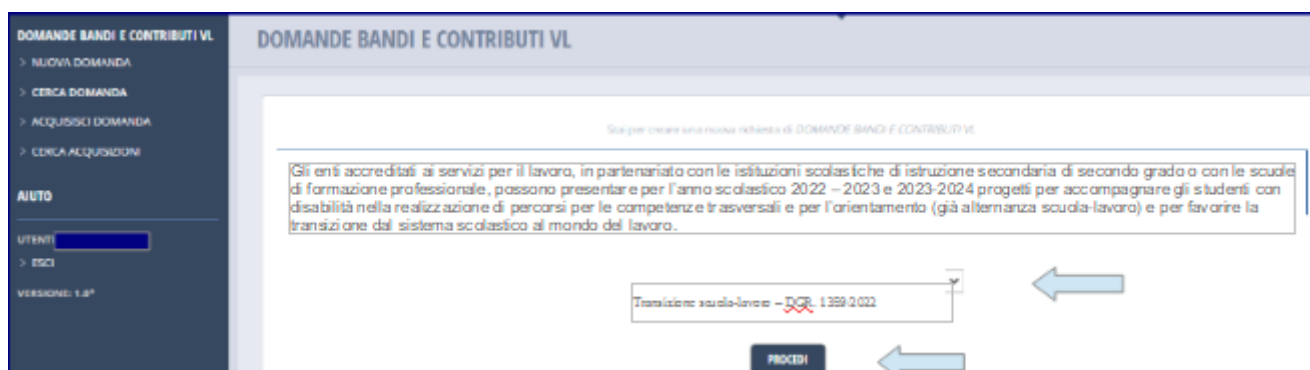 DOMANDE BANDI E CONTRIBUTI VL
> NUOVA DOMANDA
> CERCA DOMANDA
> ACQUISISCI DOMANDA
> CERCA ACQUISIZIONI
AIUTO
UTENTI
> ESCI
VERSIONE: 1.0*
DOMANDE BANDI E CONTRIBUTI VL
Stai per creare una nuova richiesta di DOMANDE BANDI E CONTRIBUTI VL
Gli enti accreditati ai servizi per il lavoro, in partenariato con le istituzioni scolastiche di istruzione secondaria di secondo grado o con le scuole
di formazione professionale, possono presentare per l'anno scolastico 2022 – 2023 e 2023-2024 progetti per accompagnare gli studenti con
disabilità nella realizzazione di percorsi per le competenze trasversali e per l'orientamento (già alternanza scuola-lavoro) e per favorire la
transizione dal sistema scolastico al mondo del lavoro.
Transizione scuola-lavoro – DGR. 1359-2022
PROCEDI